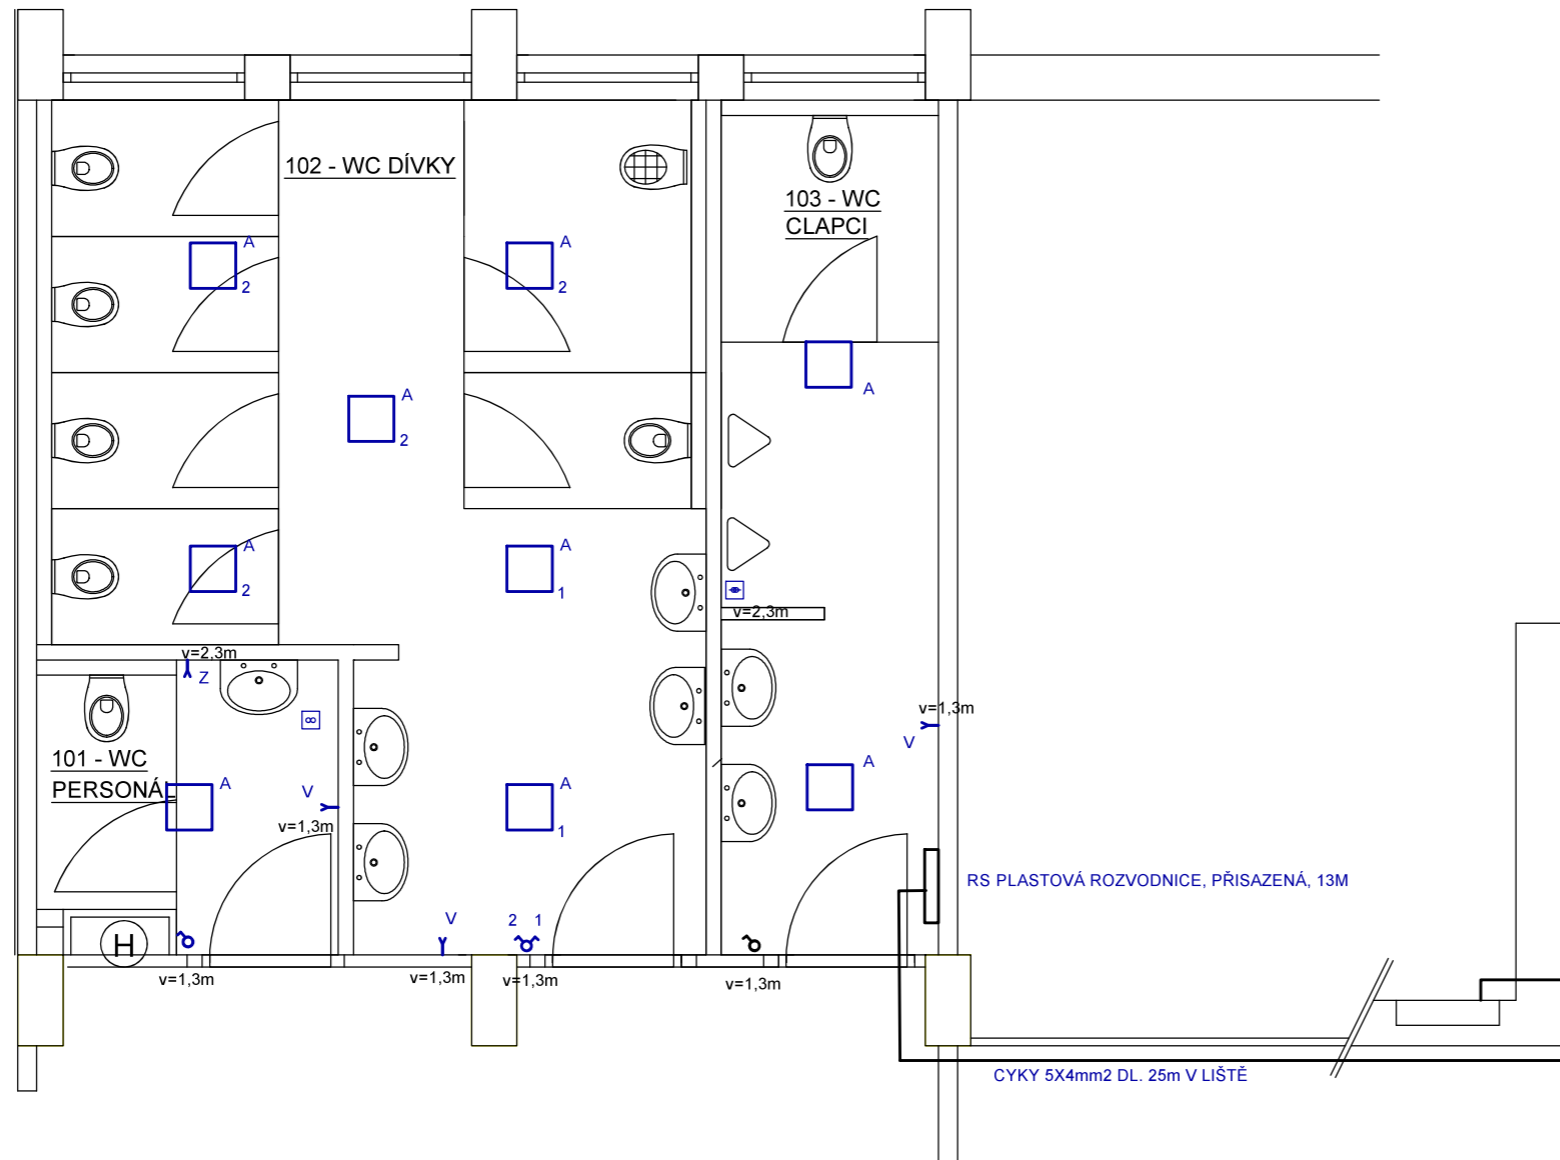 102 - WC DÍVKY
103 - WC
CLAPCI
A
2
A
2
A
A
2
A
2
A
1
v=2,3m
v=2,3m
Z
8
101 - WC
PERSONÁL
A
V
v=1,3m
A
1
v=1,3m
V
A
RS PLASTOVÁ ROZVODNICE, PŘISAZENÁ, 13M
H
V
2 1
v=1,3m
v=1,3m
v=1,3m
v=1,3m
CYKY 5X4mm2 DL. 25m V LIŠTĚ